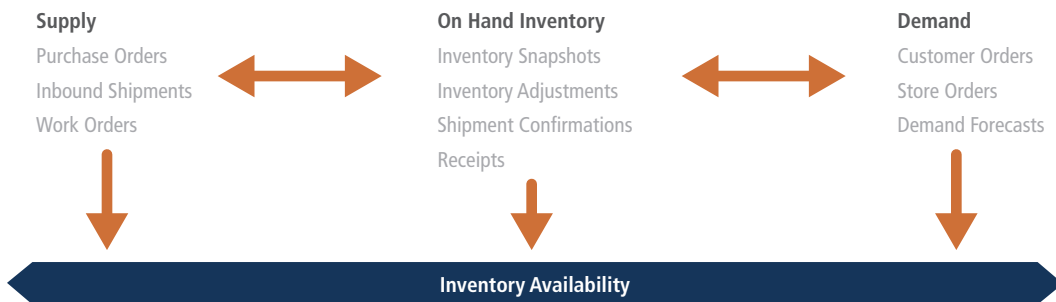 Supply
Purchase Orders
Inbound Shipments
Work Orders
On Hand Inventory
Inventory Snapshots
Inventory Adjustments
Shipment Confirmations
Receipts
Demand
Customer Orders
Store Orders
Demand Forecasts
Inventory Availability